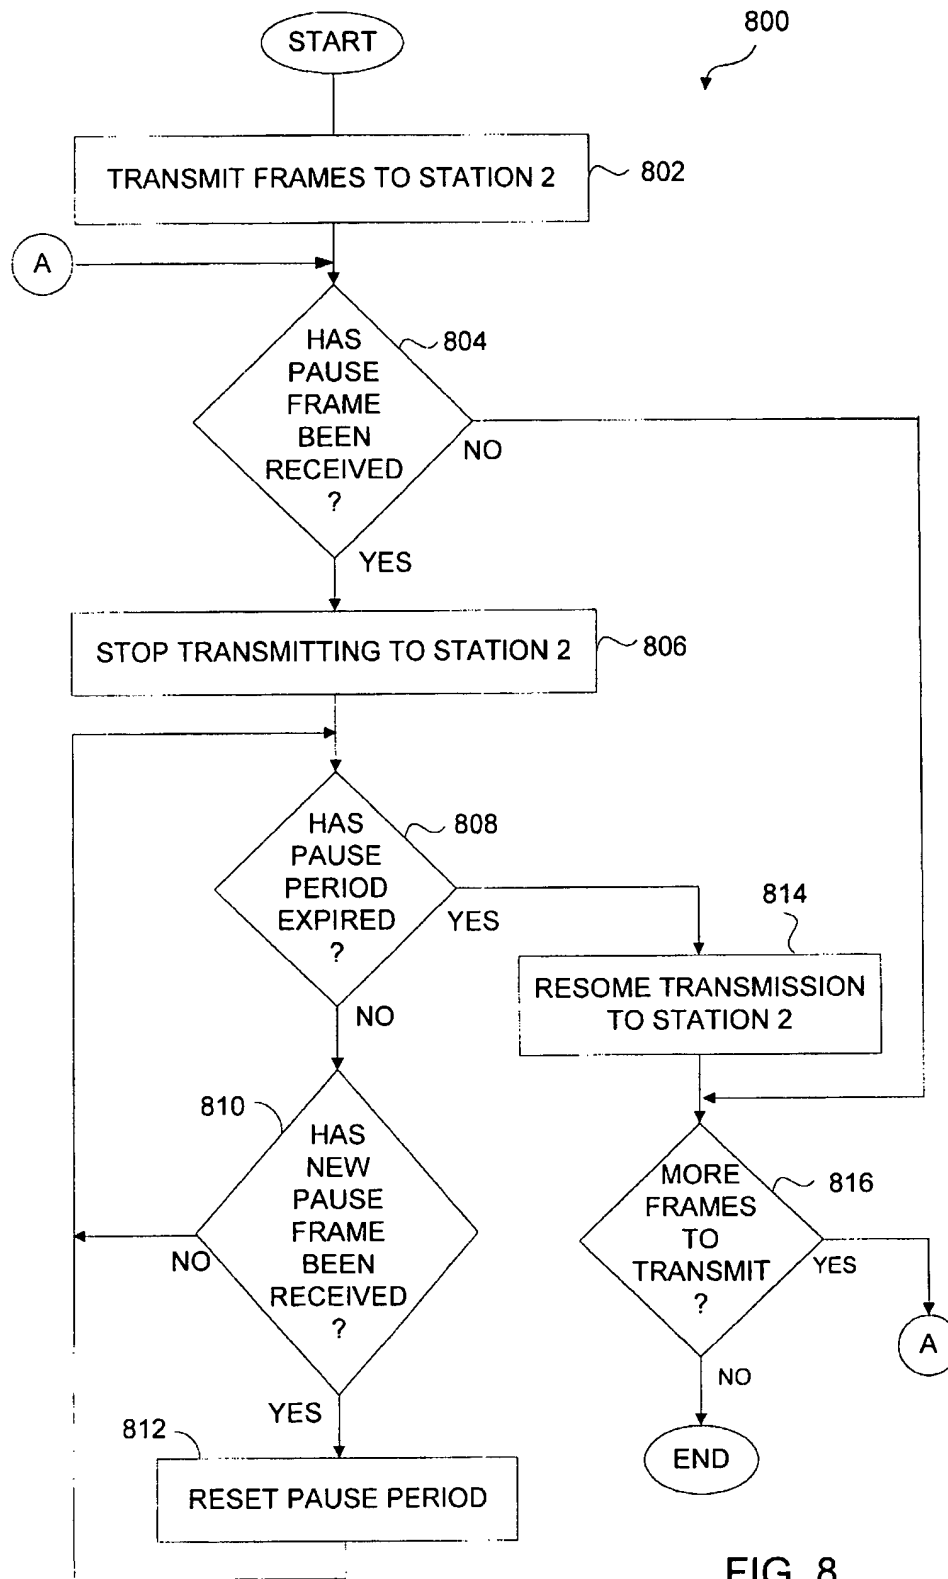 START
800
TRANSMIT FRAMES TO STATION 2
802
A
HAS
PAUSE
FRAME
BEEN
RECEIVED
?
804
NO
YES
STOP TRANSMITTING TO STATION 2
806
HAS
PAUSE
PERIOD
EXPIRED
?
808
YES
NO
814
RESOME TRANSMISSION
TO STATION 2
810
HAS
NEW
PAUSE
FRAME
BEEN
RECEIVED
?
NO
YES
MORE
FRAMES
TO
TRANSMIT
?
816
YES
A
NO
END
812
RESET PAUSE PERIOD
FIG. 8